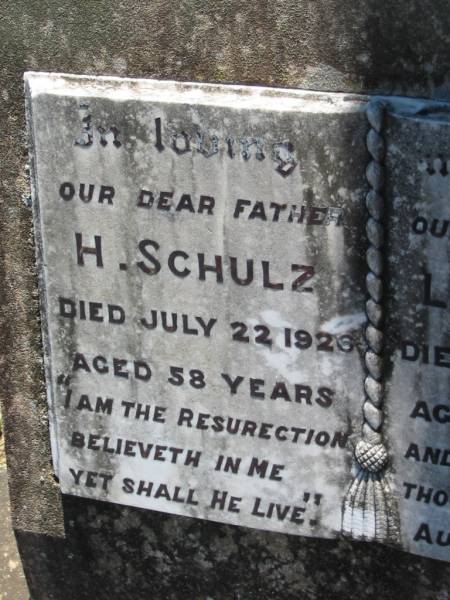 In loving
OUR DEAR FATHER
H. SCHULZ
DIED JULY 22 1926
AGED 58 YEARS
"I AM THE RESURECTION
BELIEVETH IN ME
YET SHALL HE LIVE".
OU
L
DIE
AG
AND
THO
AU